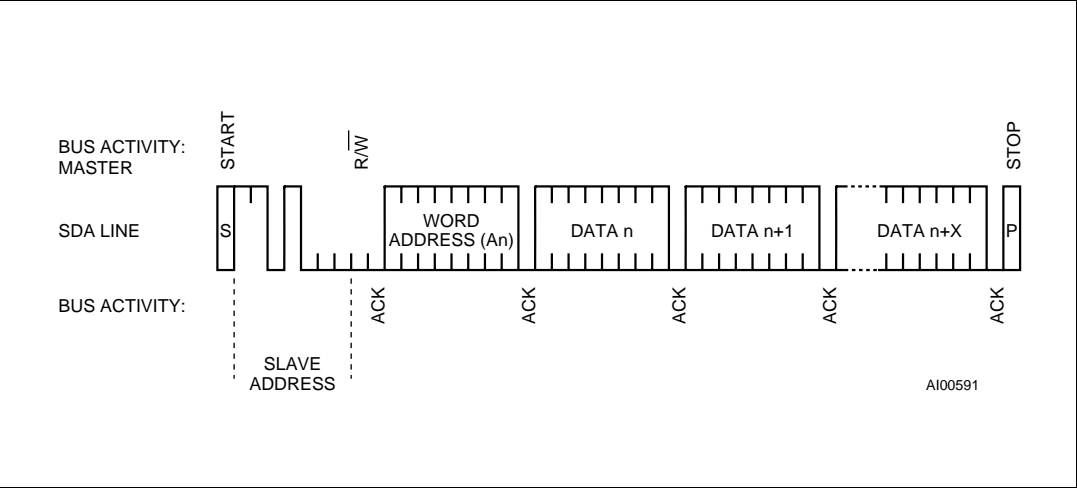 BUS ACTIVITY:
MASTER
START
R/W
STOP
SDA LINE
S
WORD
ADDRESS (An)
DATA n
DATA n+1
DATA n+X
P
BUS ACTIVITY:
ACK
ACK
ACK
ACK
ACK
SLAVE
ADDRESS
AI00591